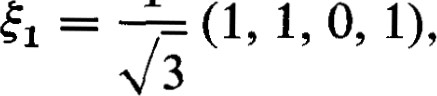 ξ₁ = 1/√3 (1, 1, 0, 1),